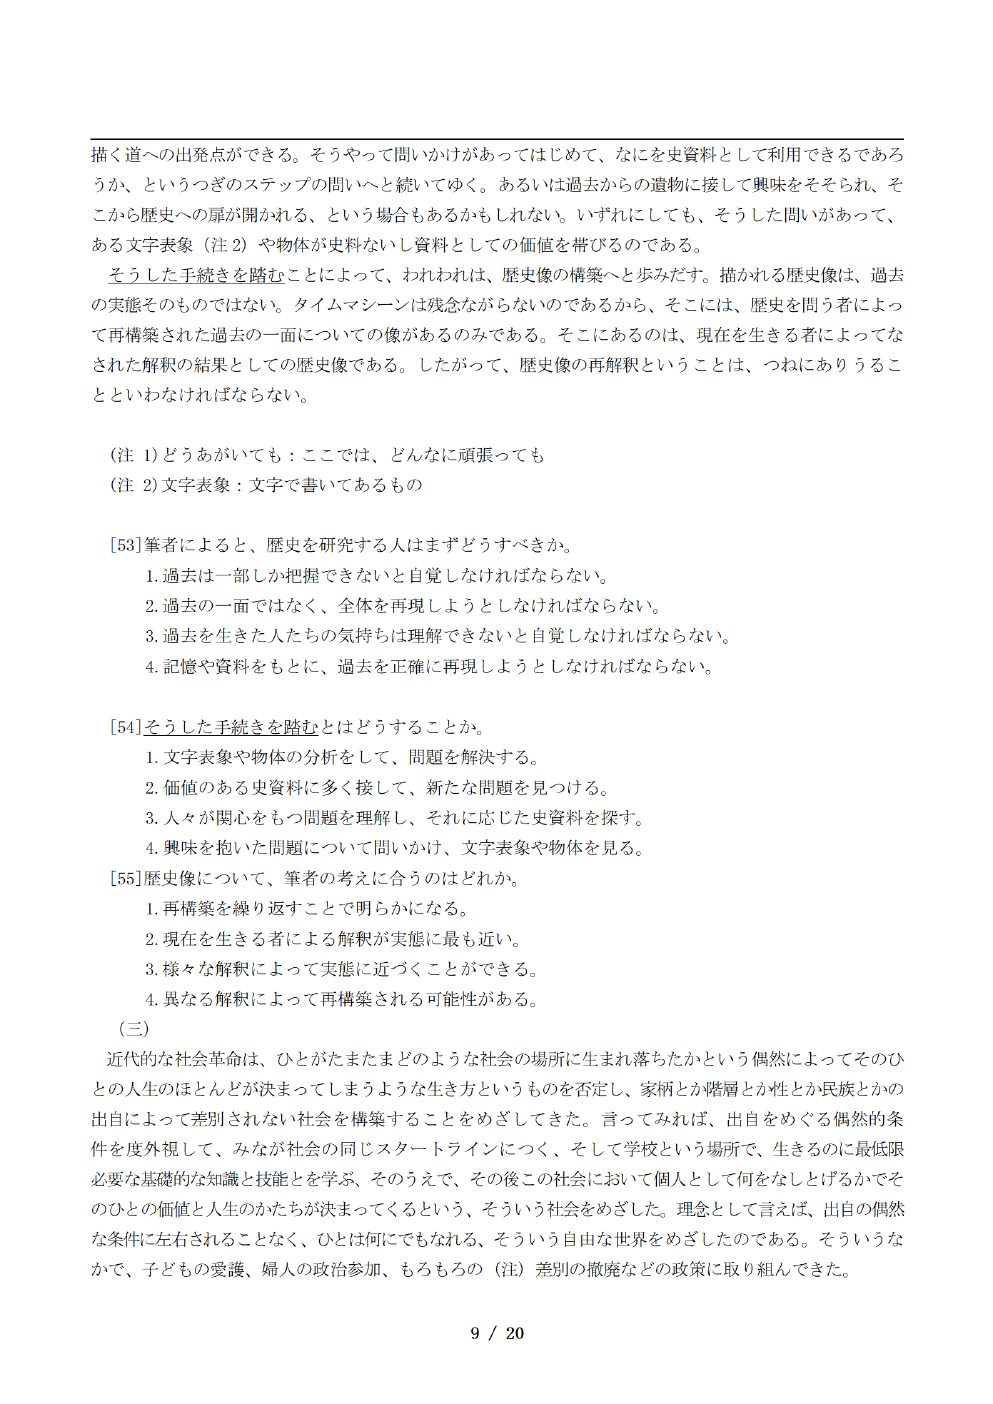 描く道への出発点ができる。そうやって問いかけがあってはじめて、なにを史資料として利用できるであろ
うか、というつぎのステップの問いへと続いてゆく。あるいは過去からの遺物に接して興味をそそられ、そ
こから歴史への扉が開かれる、という場合もあるかもしれない。いずれにしても、そうした問いがあって、
ある文字表象（注 2）や物体が史料ないし資料としての価値を帯びるのである。
そうした手続きを踏むことによって、われわれは、歴史像の構築へと歩みだす。描かれる歴史像は、過去
の実態そのものではない。タイムマシーンは残念ながらないのであるから、そこには、歴史を問う者によっ
て再構築された過去の一面についての像があるのみである。そこにあるのは、現在を生きる者によってな
された解釈の結果としての歴史像である。したがって、歴史像の再解釈ということは、つねにありうるこ
とといわなければならない。
(注 1)どうあがいても：ここでは、どんなに頑張っても
(注 2)文字表象：文字で書いてあるもの
[53]筆者によると、歴史を研究する人はまずどうすべきか。
1.過去は一部しか把握できないと自覚しなければならない。
2.過去の一面ではなく、全体を再現しようとしなければならない。
3.過去を生きた人たちの気持ちは理解できないと自覚しなければならない。
4.記憶や資料をもとに、過去を正確に再現しようとしなければならない。
[54]そうした手続きを踏むとはどうすることか。
1.文字表象や物体の分析をして、問題を解決する。
2.価値のある史資料に多く接して、新たな問題を見つける。
3.人々が関心をもつ問題を理解し、それに応じた史資料を探す。
4.興味を抱いた問題について問いかけ、文字表象や物体を見る。
[55]歴史像について、筆者の考えに合うのはどれか。
1.再構築を繰り返すことで明らかになる。
2.現在を生きる者による解釈が実態に最も近い。
3.様々な解釈によって実態に近づくことができる。
4.異なる解釈によって再構築される可能性がある。
（三）
近代的な社会革命は、ひとがたまたまどのような社会の場所に生まれ落ちたかという偶然によってそのひ
との人生のほとんどが決まってしまうような生き方というものを否定し、家柄とか階層とか性とか民族とかの
出自によって差別されない社会を構築することをめざしてきた。言ってみれば、出自をめぐる偶然的条
件を度外視して、みなが社会の同じスタートラインにつく、そして学校という場所で、生きるのに最低限
必要な基礎的な知識と技能とを学ぶ、そのうえで、その後この社会において個人として何をなしとげるかでそ
のひとの価値と人生のかたちが決まってくるという、そういう社会をめざした。理念として言えば、出自の偶然
な条件に左右されることなく、ひとは何にでもなれる、そういう自由な世界をめざしたのである。そういうな
かで、子どもの愛護、婦人の政治参加、もろもろの（注）差別の撤廃などの政策に取り組んできた。
9 / 20